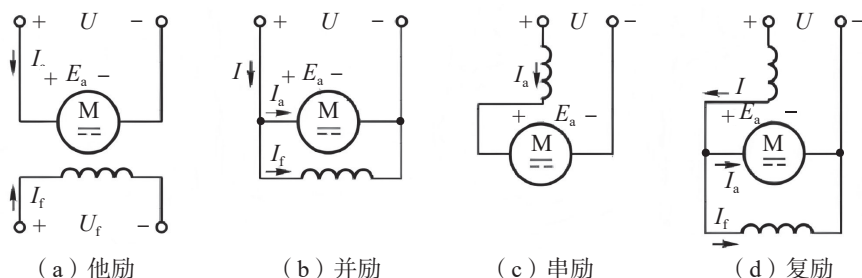 + U − + U − + U − + U −
Iₐ + Eₐ − M I + Eₐ − Iₐ M I_f Iₐ + Eₐ − M I + Eₐ − M Iₐ I_f
I_f + U_f −
（a）他励 （b）并励 （c）串励 （d）复励